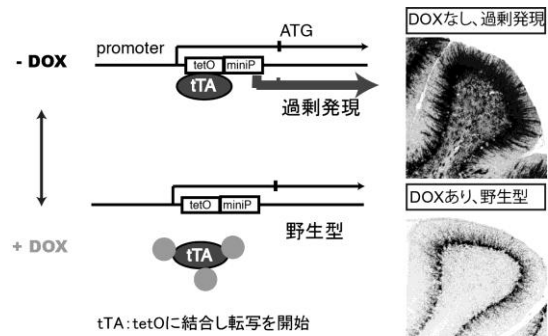 DOXなし、過剰発現
promoter
ATG
- DOX
tetO miniP
tTA
過剰発現
DOXあり、野生型
tetO miniP
野生型
+ DOX
tTA
tTA:tetOに結合し転写を開始